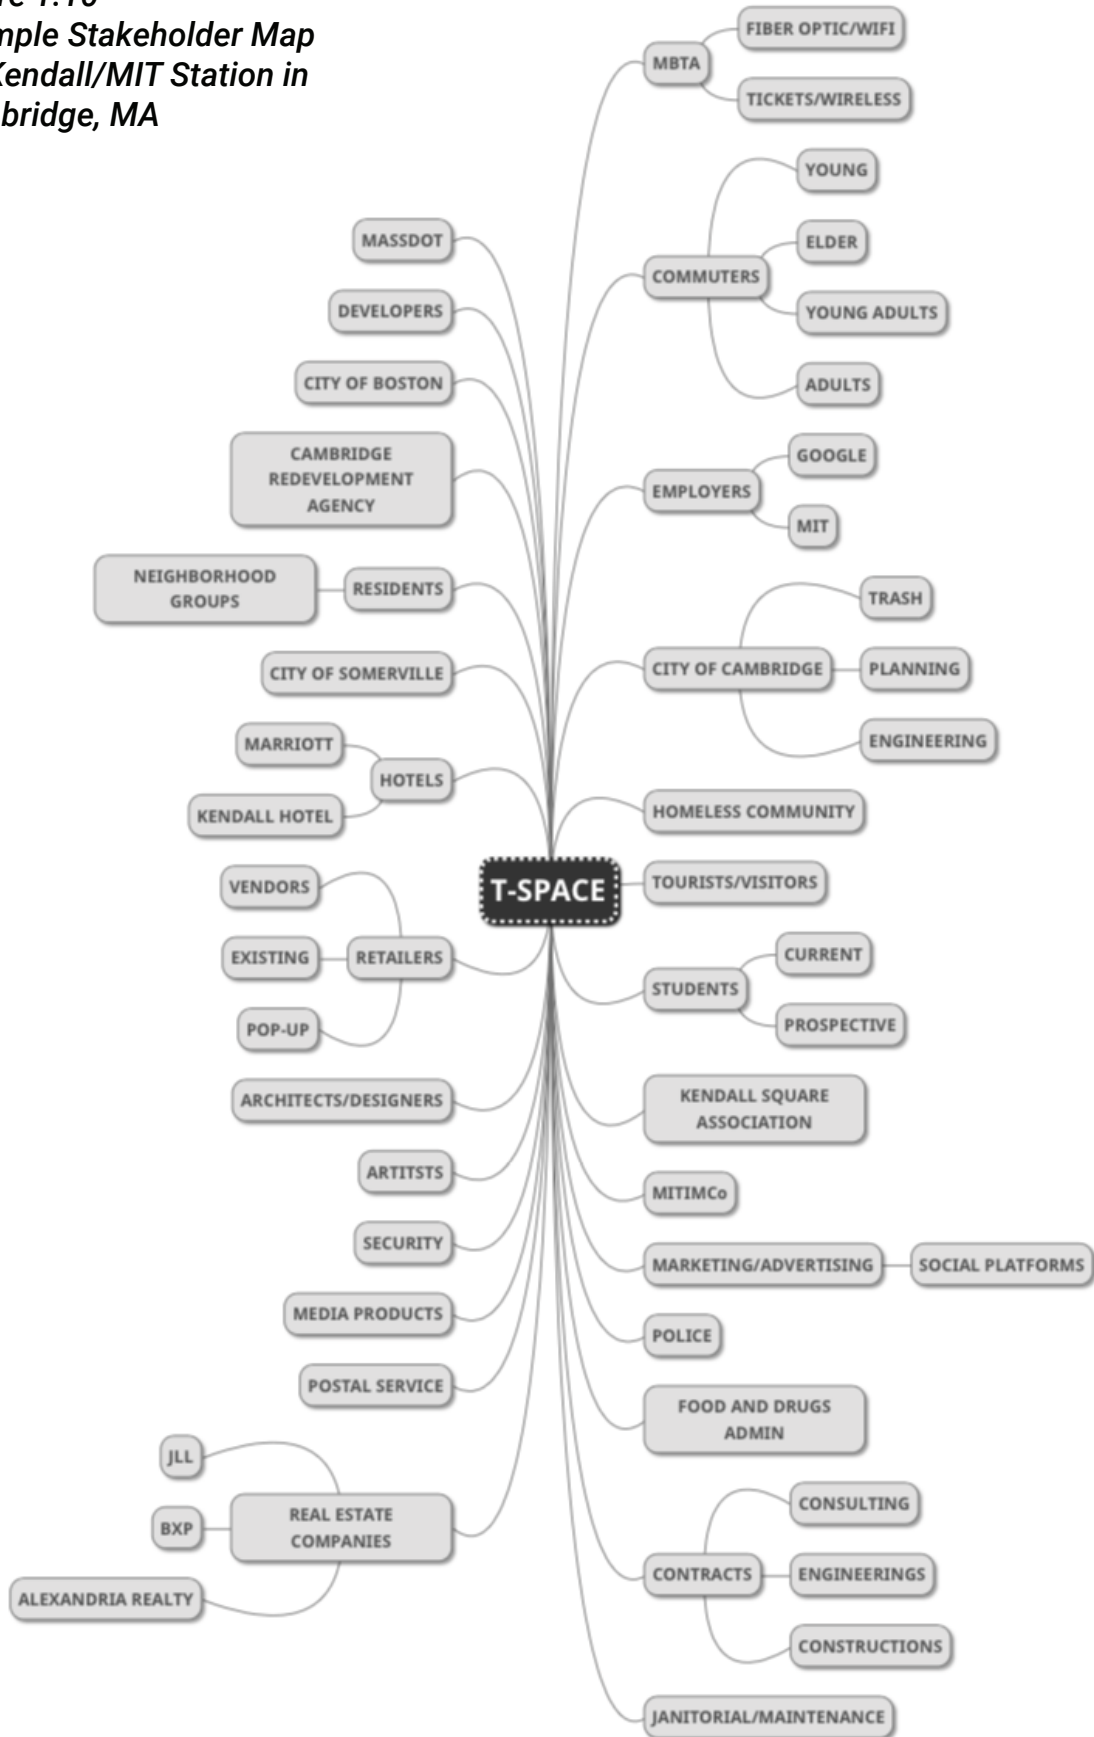 mple Stakeholder Map
Kendall/MIT Station in
bridge, MA
MBTA
FIBER OPTIC/WIFI
TICKETS/WIRELESS
COMMUTERS
YOUNG
ELDER
YOUNG ADULTS
ADULTS
EMPLOYERS
GOOGLE
MIT
CITY OF CAMBRIDGE
TRASH
PLANNING
ENGINEERING
HOMELESS COMMUNITY
TOURISTS/VISITORS
STUDENTS
CURRENT
PROSPECTIVE
KENDALL SQUARE
ASSOCIATION
MITIMCo
MARKETING/ADVERTISING
SOCIAL PLATFORMS
POLICE
FOOD AND DRUGS
ADMIN
CONTRACTS
CONSULTING
ENGINEERINGS
CONSTRUCTIONS
JANITORIAL/MAINTENANCE
T-SPACE
MASSDOT
DEVELOPERS
CITY OF BOSTON
CAMBRIDGE
REDEVELOPMENT
AGENCY
RESIDENTS
NEIGHBORHOOD
GROUPS
CITY OF SOMERVILLE
HOTELS
MARRIOTT
KENDALL HOTEL
RETAILERS
VENDORS
EXISTING
POP-UP
ARCHITECTS/DESIGNERS
ARTITSTS
SECURITY
MEDIA PRODUCTS
POSTAL SERVICE
REAL ESTATE
COMPANIES
JLL
BXP
ALEXANDRIA REALTY